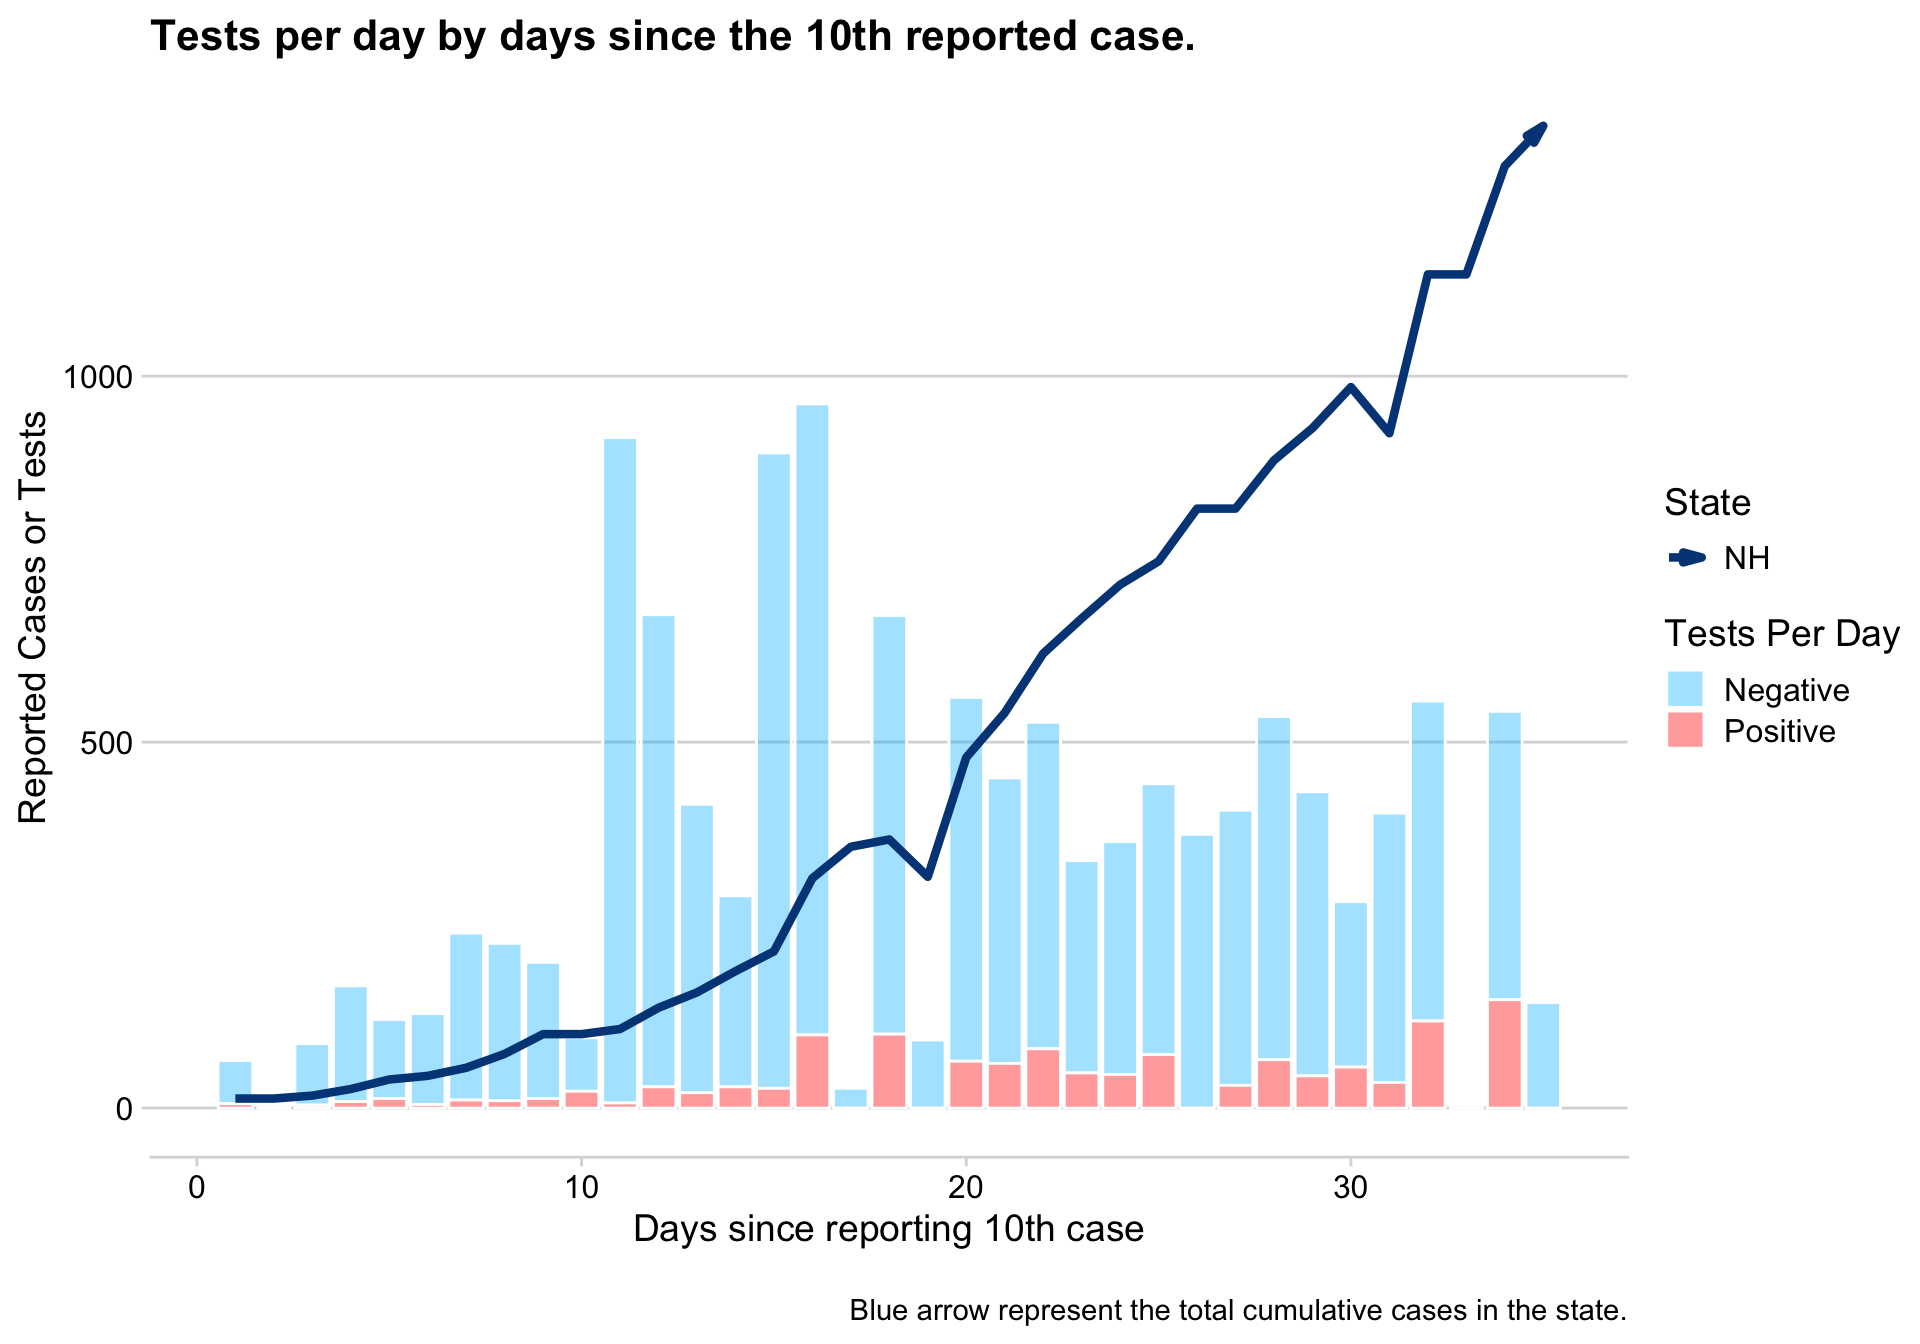 Tests per day by days since the 10th reported case.
Reported Cases or Tests
1000
500
0
0 10 20 30
Days since reporting 10th case
State
NH
Tests Per Day
Negative
Positive
Blue arrow represent the total cumulative cases in the state.